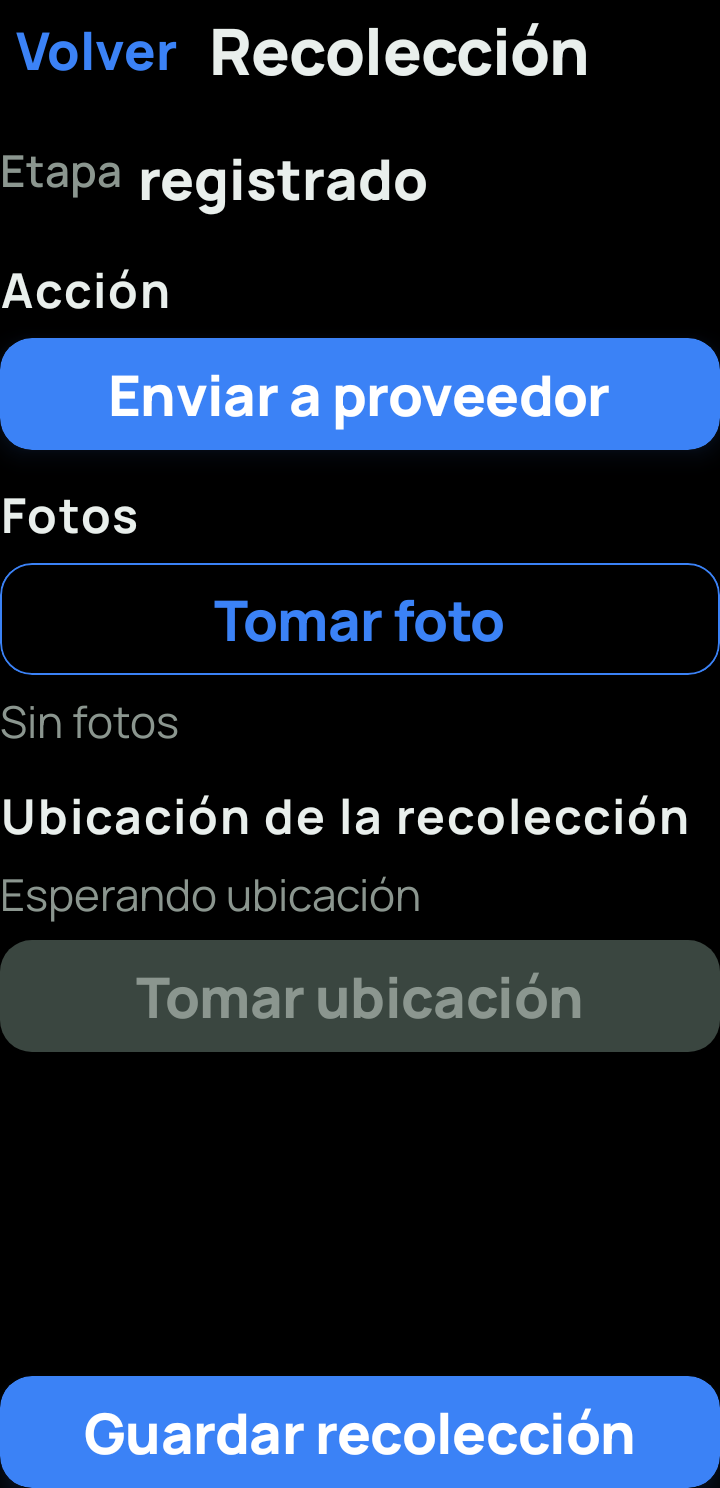 Volver Recolección
Etapa registrado
Acción
Enviar a proveedor
Fotos
Tomar foto
Sin fotos
Ubicación de la recolección
Esperando ubicación
Tomar ubicación
Guardar recolección